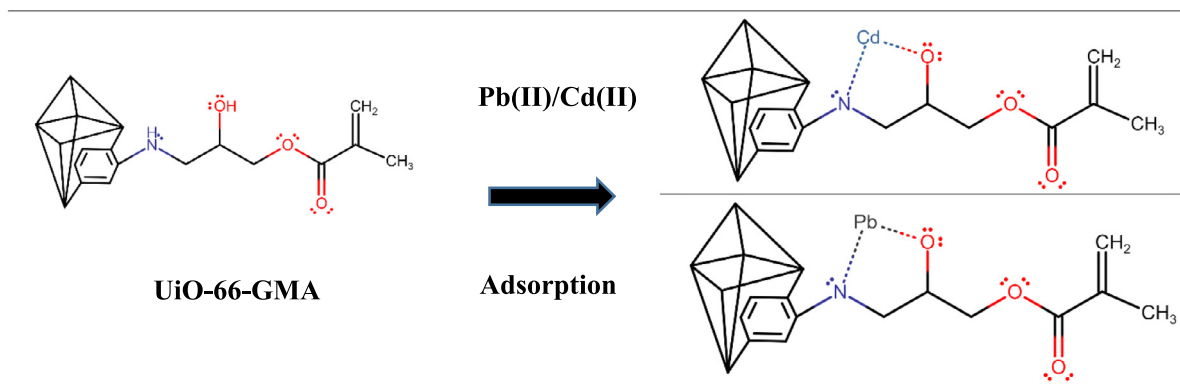 H
N
OH
O
O
CH2
CH3
UiO-66-GMA
Pb(II)/Cd(II)
Adsorption
Cd
N
O
O
O
CH2
CH3
Pb
N
O
O
O
CH2
CH3